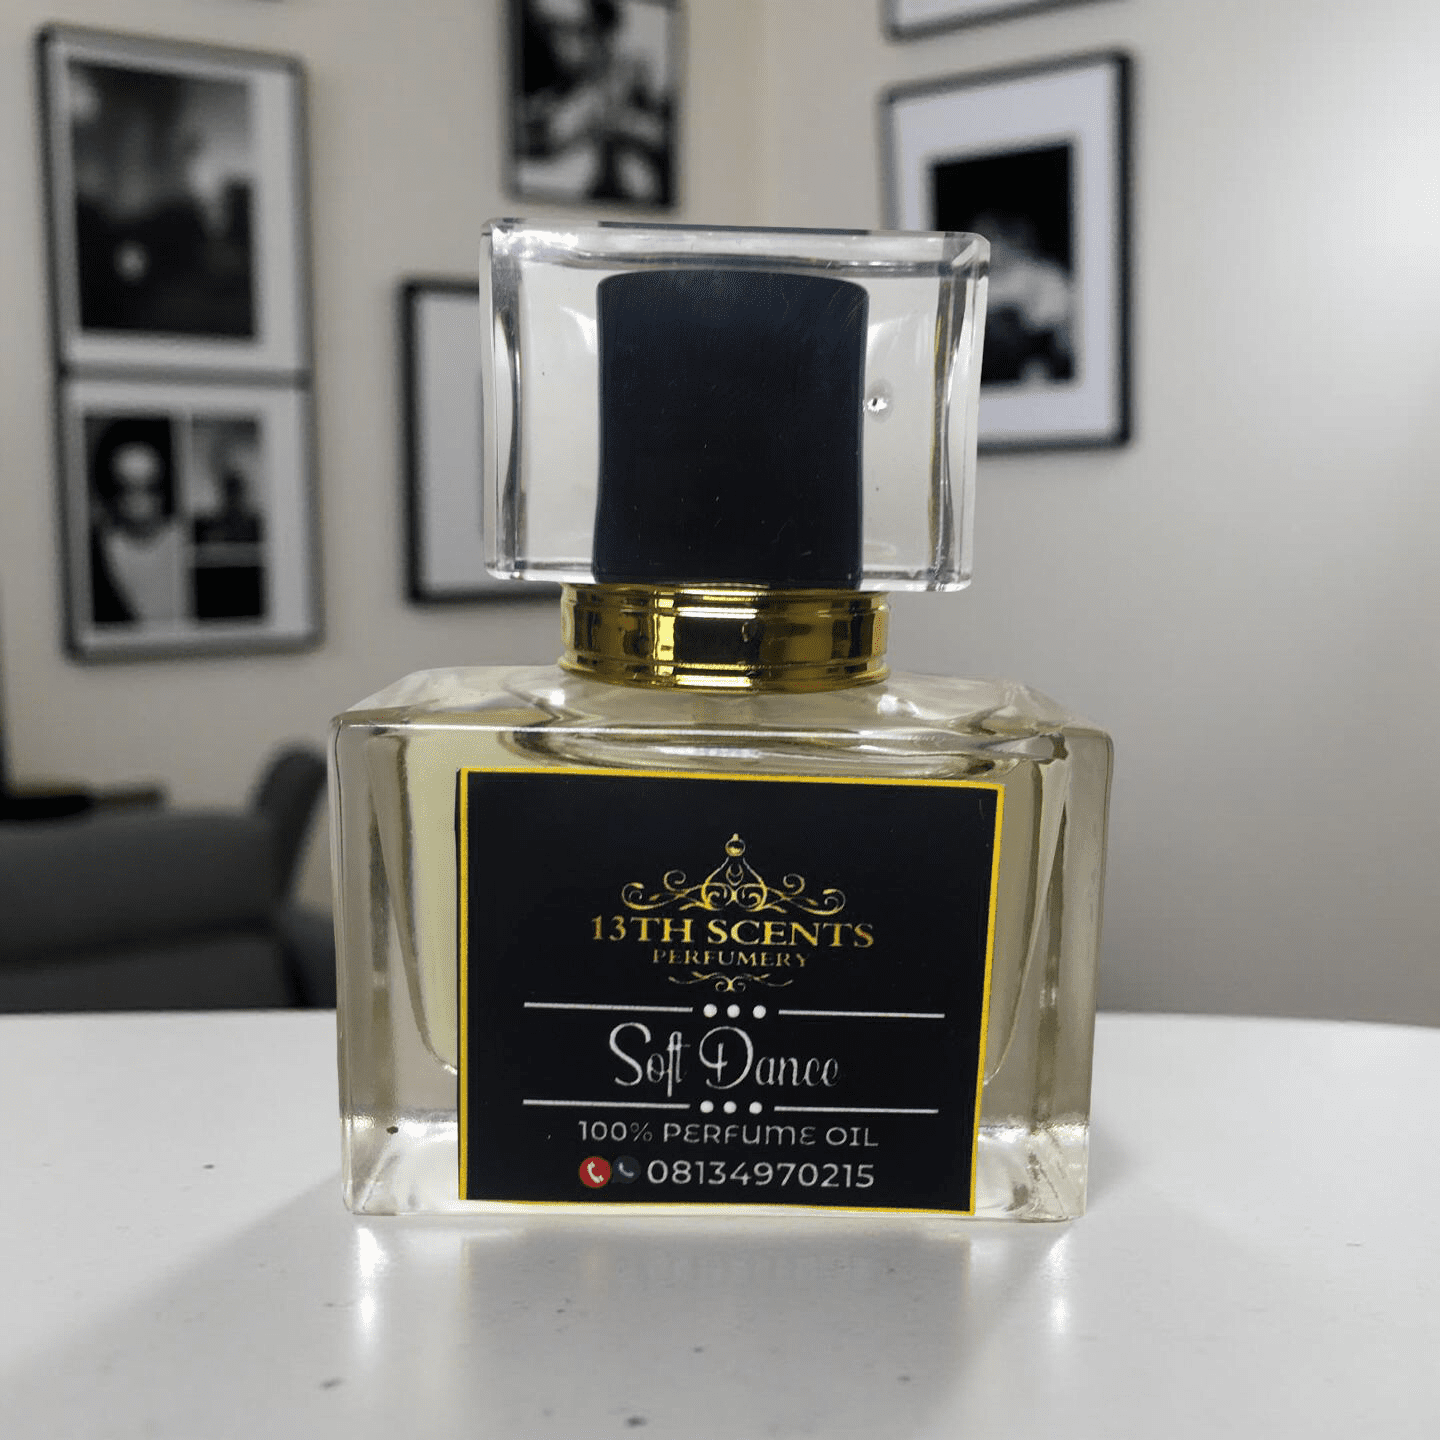 13TH SCENTS
PERFUMERY
Soft Dance
100% PERFUME OIL
08134970215